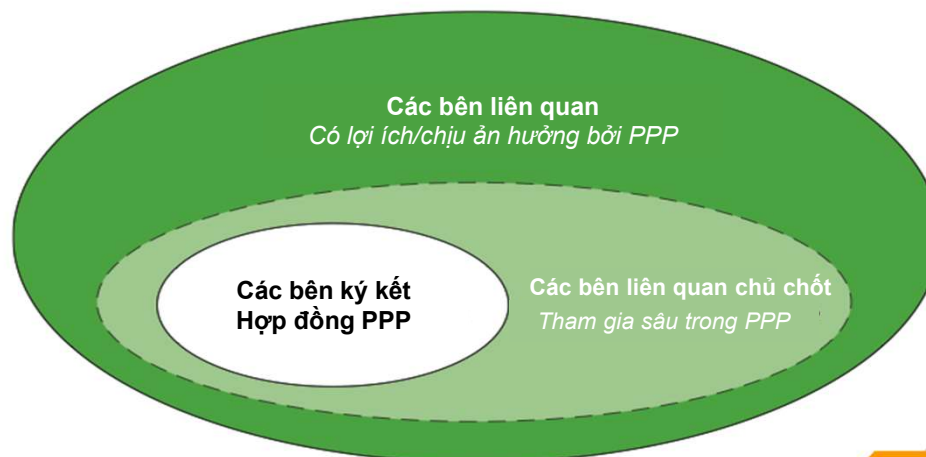 Các bên liên quan
Có lợi ích/chịu ản hưởng bởi PPP
Các bên ký kết
Hợp đồng PPP
Các bên liên quan chủ chốt
Tham gia sâu trong PPP